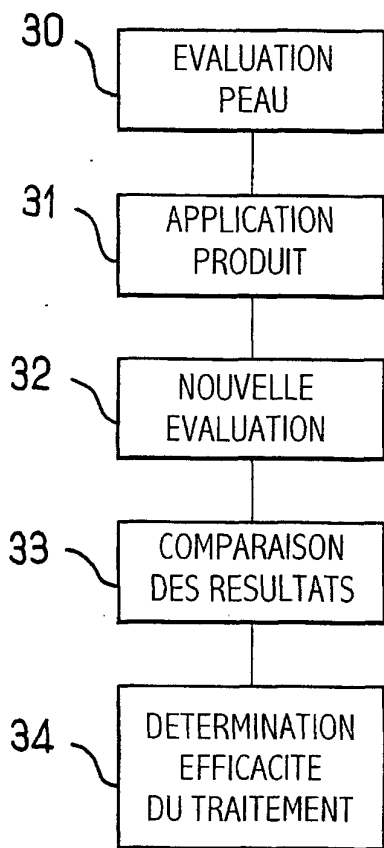 30
EVALUATION
PEAU
31
APPLICATION
PRODUIT
32
NOUVELLE
EVALUATION
33
COMPARAISON
DES RESULTATS
34
DETERMINATION
EFFICACITE
DU TRAITEMENT